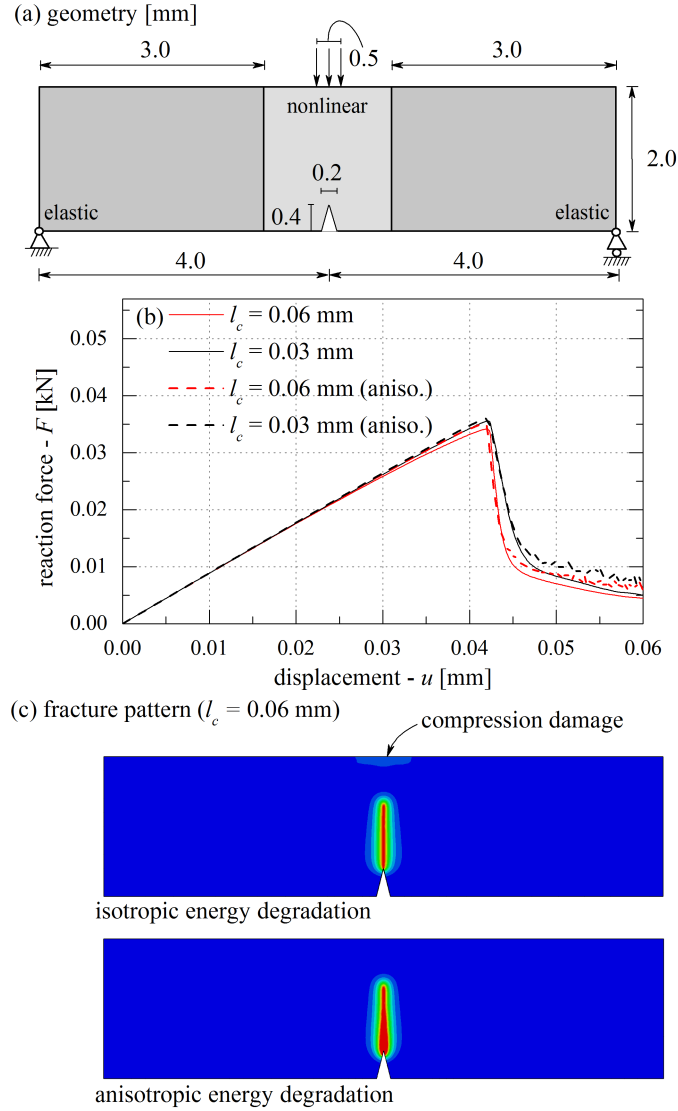 (a) geometry [mm]
3.0
0.5
3.0
nonlinear
2.0
0.2
0.4
elastic
elastic
4.0
4.0
(b)
l_c = 0.06 mm
l_c = 0.03 mm
l_c = 0.06 mm (aniso.)
l_c = 0.03 mm (aniso.)
0.05
0.04
0.03
0.02
0.01
0.00
reaction force - F [kN]
0.00 0.01 0.02 0.03 0.04 0.05 0.06
displacement - u [mm]
(c) fracture pattern (l_c = 0.06 mm)
compression damage
isotropic energy degradation
anisotropic energy degradation